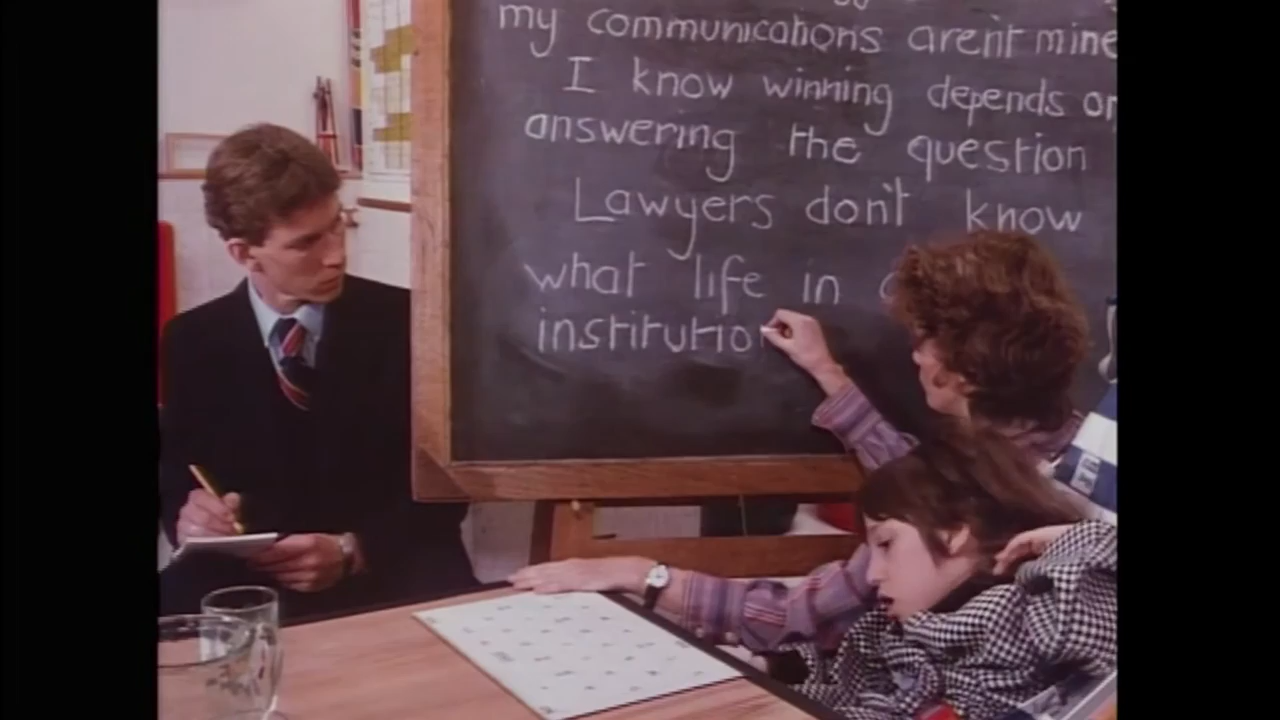 my communications aren't mine
I know winning depends on
answering the question
Lawyers don't know
what life in
institution